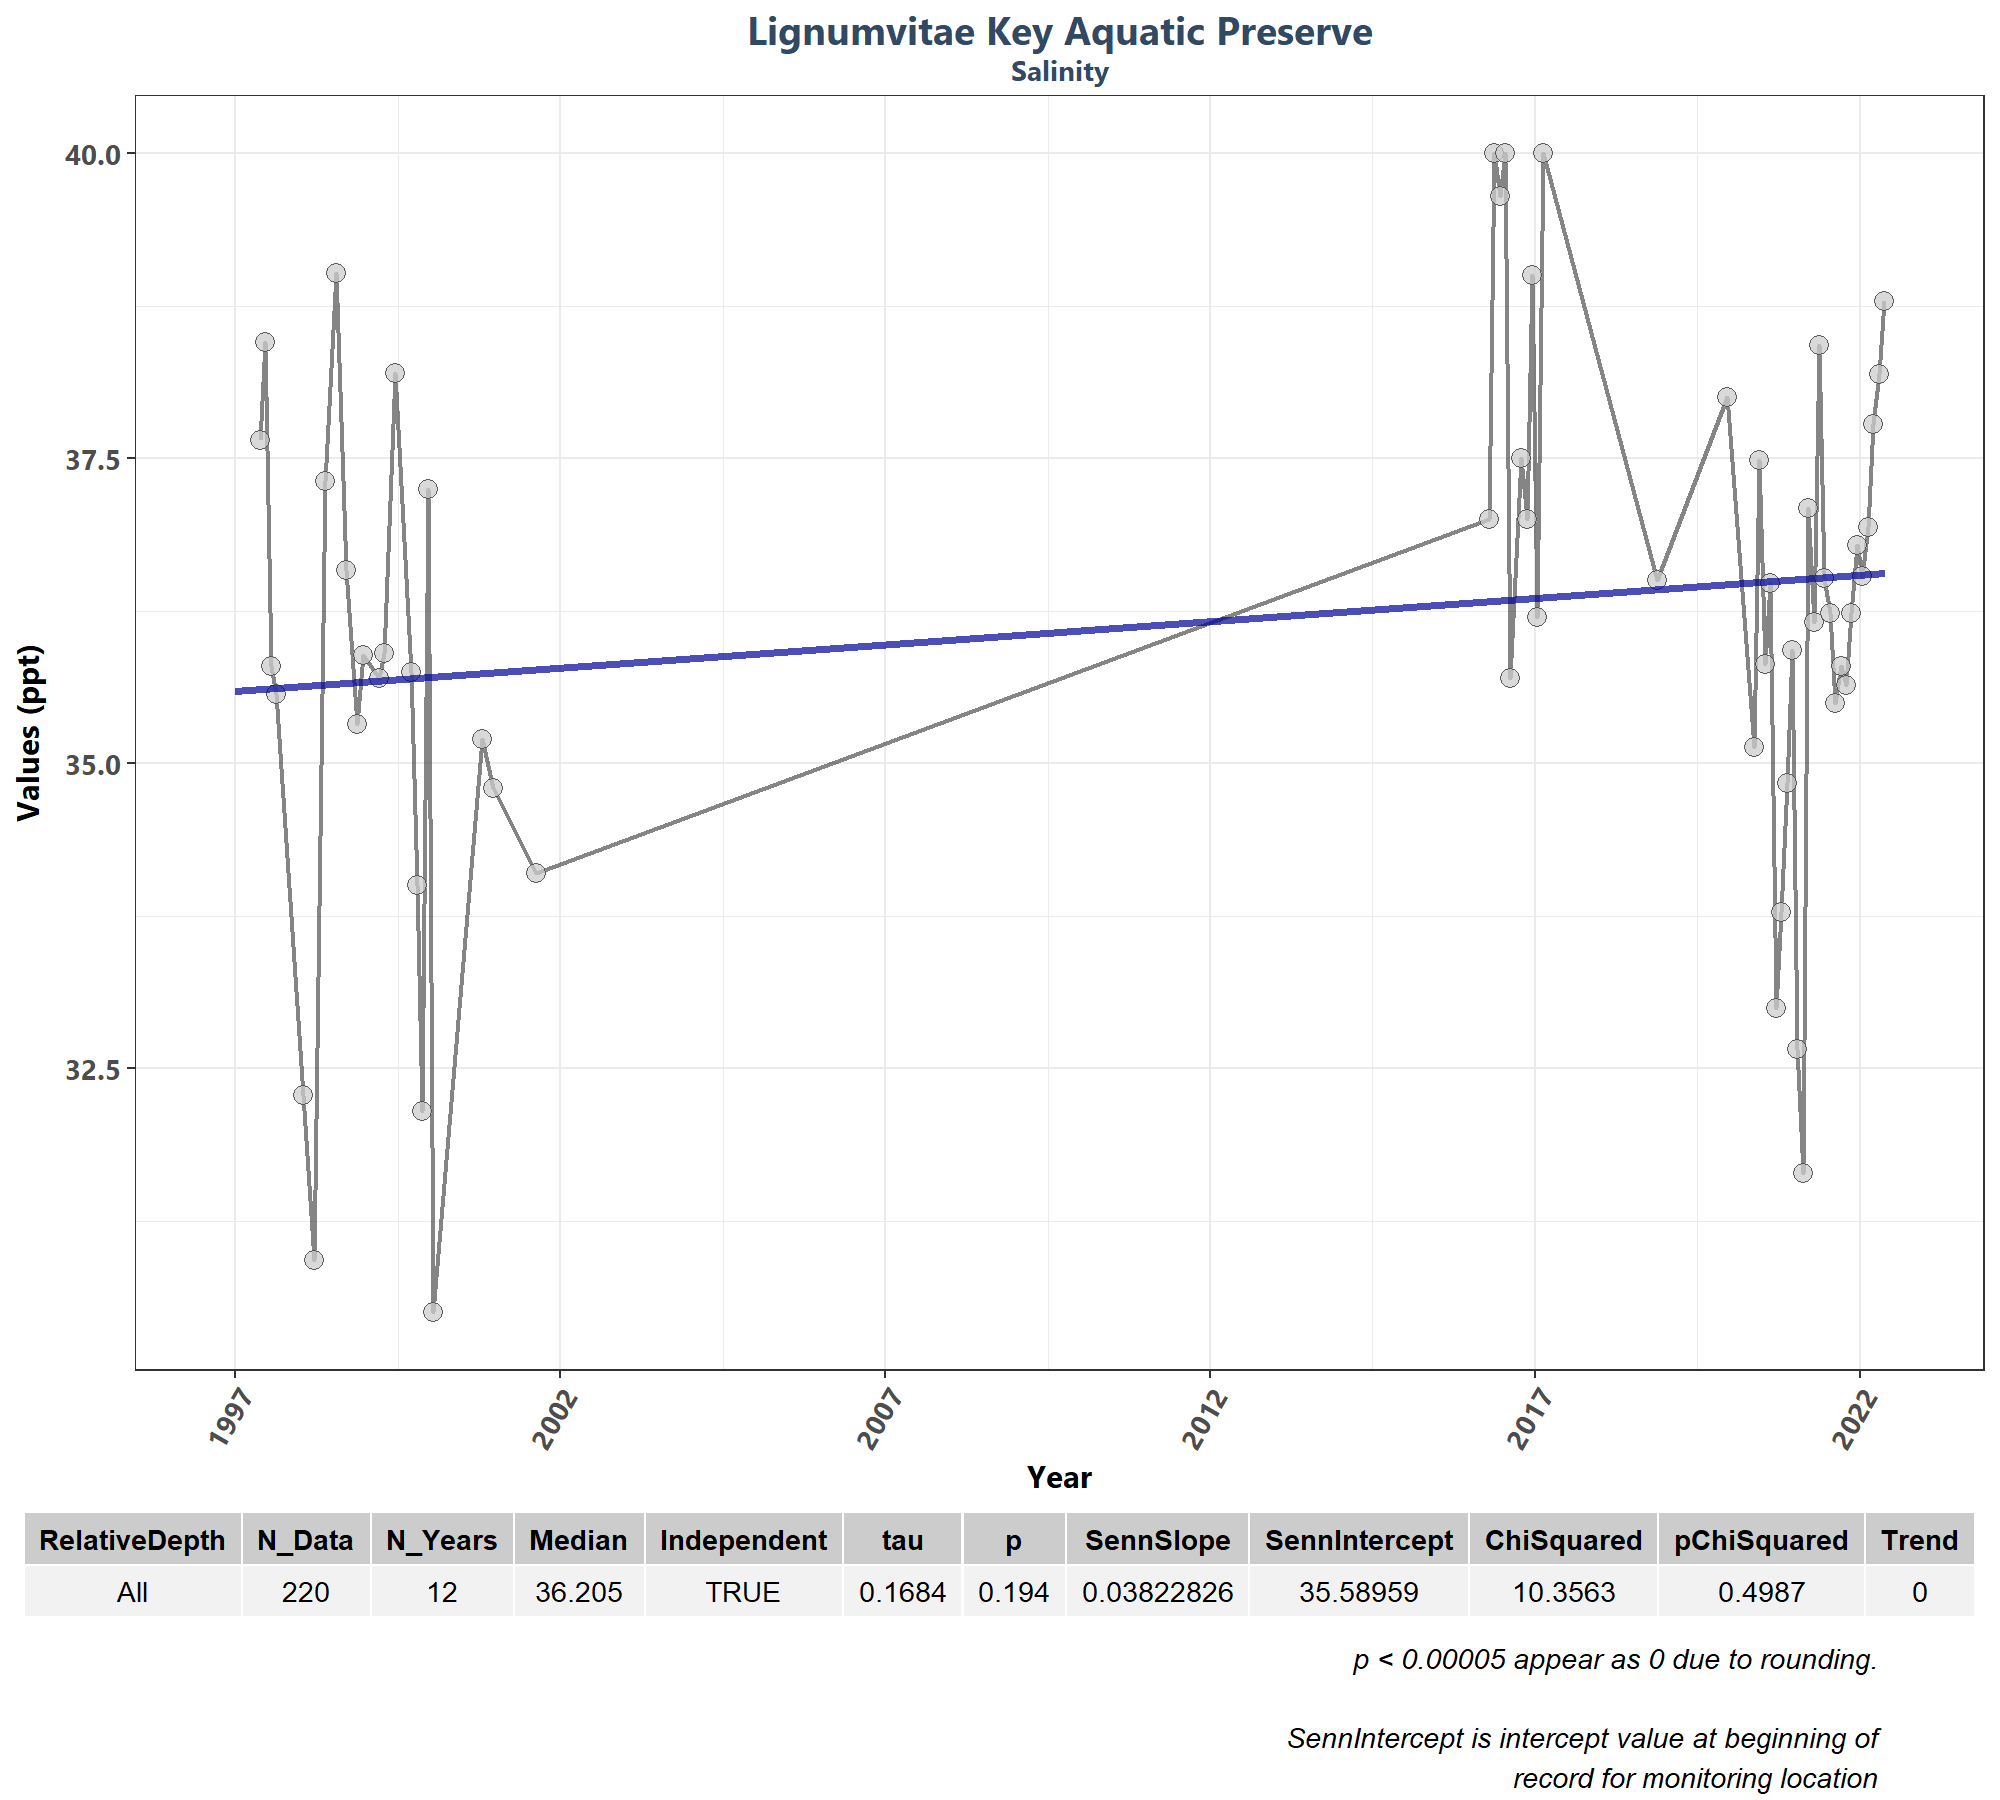 Lignumvitae Key Aquatic Preserve
Salinity
Values (ppt)
40.0
37.5
35.0
32.5
1997 2002 2007 2012 2017 2022
Year
RelativeDepth N_Data N_Years Median Independent tau p SennSlope SennIntercept ChiSquared pChiSquared Trend
All 220 12 36.205 TRUE 0.1684 0.194 0.03822826 35.58959 10.3563 0.4987 0
p < 0.00005 appear as 0 due to rounding.
SennIntercept is intercept value at beginning of
record for monitoring location